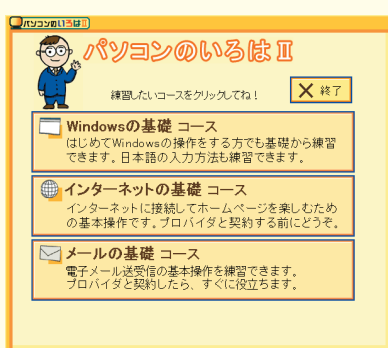 パソコンのいろはⅡ
パソコンのいろはⅡ
練習したいコースをクリックしてね！
終了
Windowsの基礎 コース
はじめてWindowsの操作をする方でも基礎から練習
できます。日本語の入力方法も練習できます。
インターネットの基礎 コース
インターネットに接続してホームページを楽しむため
の基本操作です。プロバイダと契約する前にどうぞ。
メールの基礎 コース
電子メール送受信の基本操作を練習できます。
プロバイダと契約したら、すぐに役立ちます。